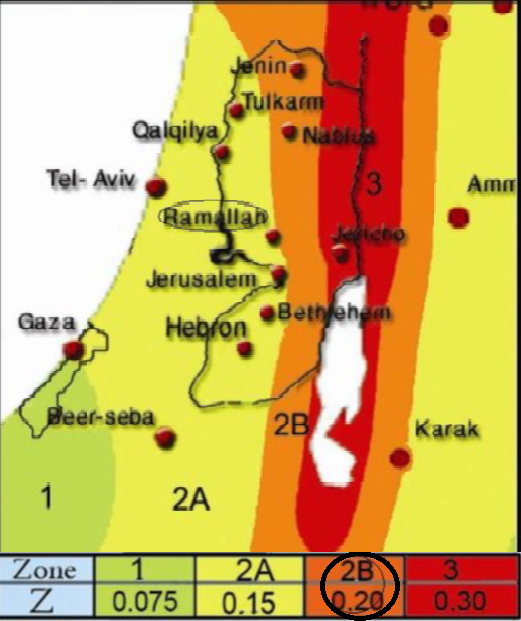 Jenin
Tulkarm
Qalqilya
Nablus
Tel- Aviv
3
Amm
Ramallah
Jericho
Jerusalem
Gaza
Bethlehem
Hebron
Beer-seba
2B
Karak
1
2A
Zone 1 2A 2B 3
Z 0.075 0.15 0.20 0.30